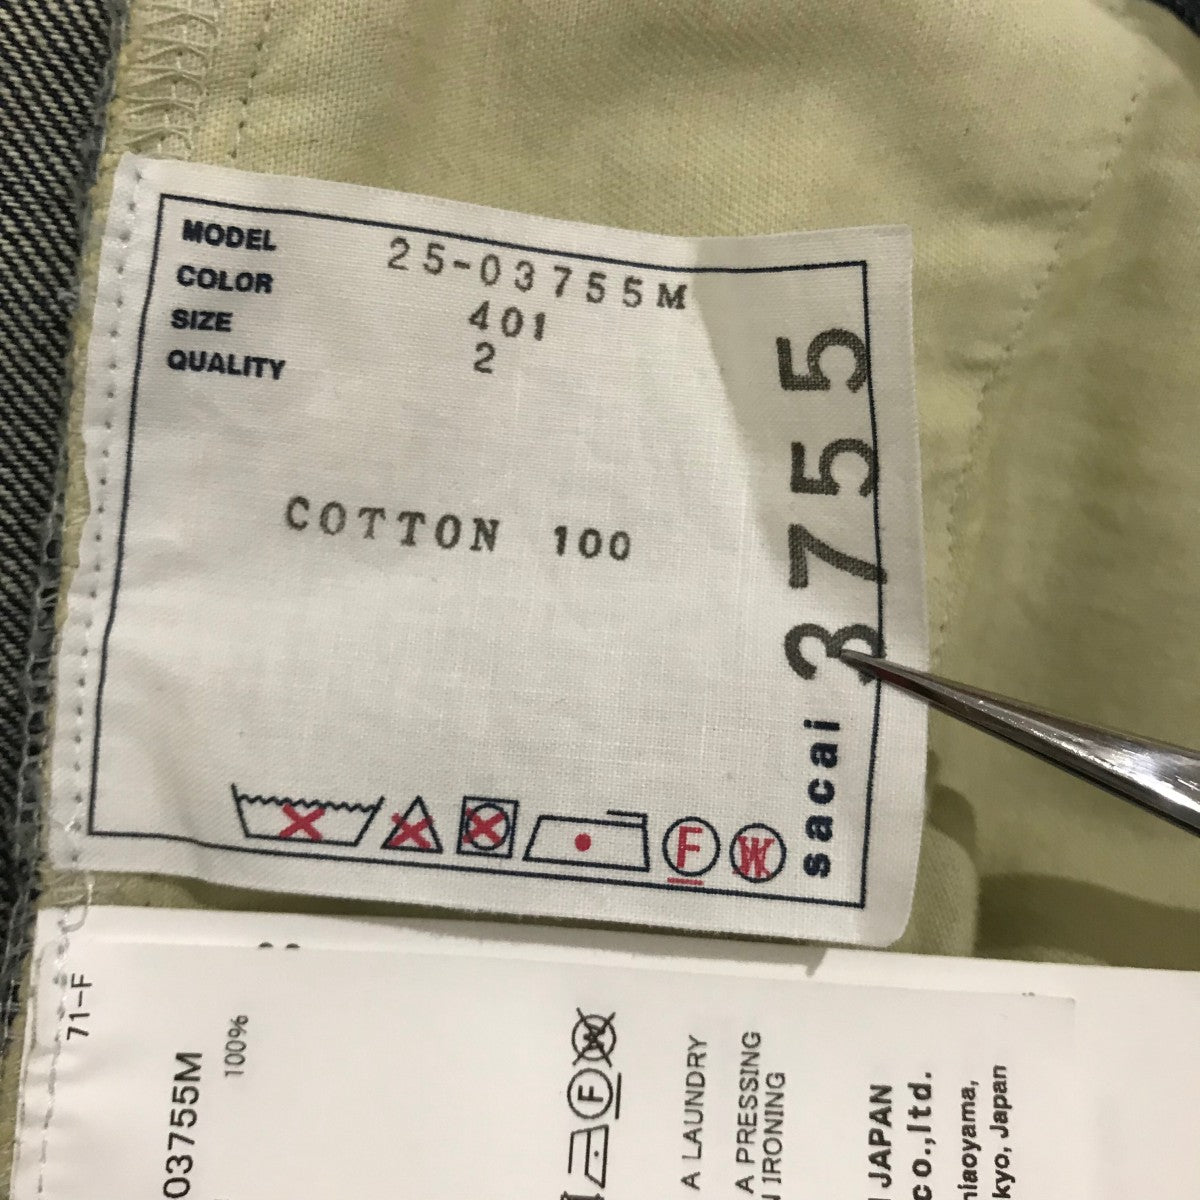 MODEL 25-03755M
COLOR 401
SIZE 2
QUALITY
COTTON 100
sacai 3755
F
W
71-F
03755M
100%
F
W
A LAUNDRY
A PRESSING
IRONING
JAPAN
co.,ltd.
kyo, Japan